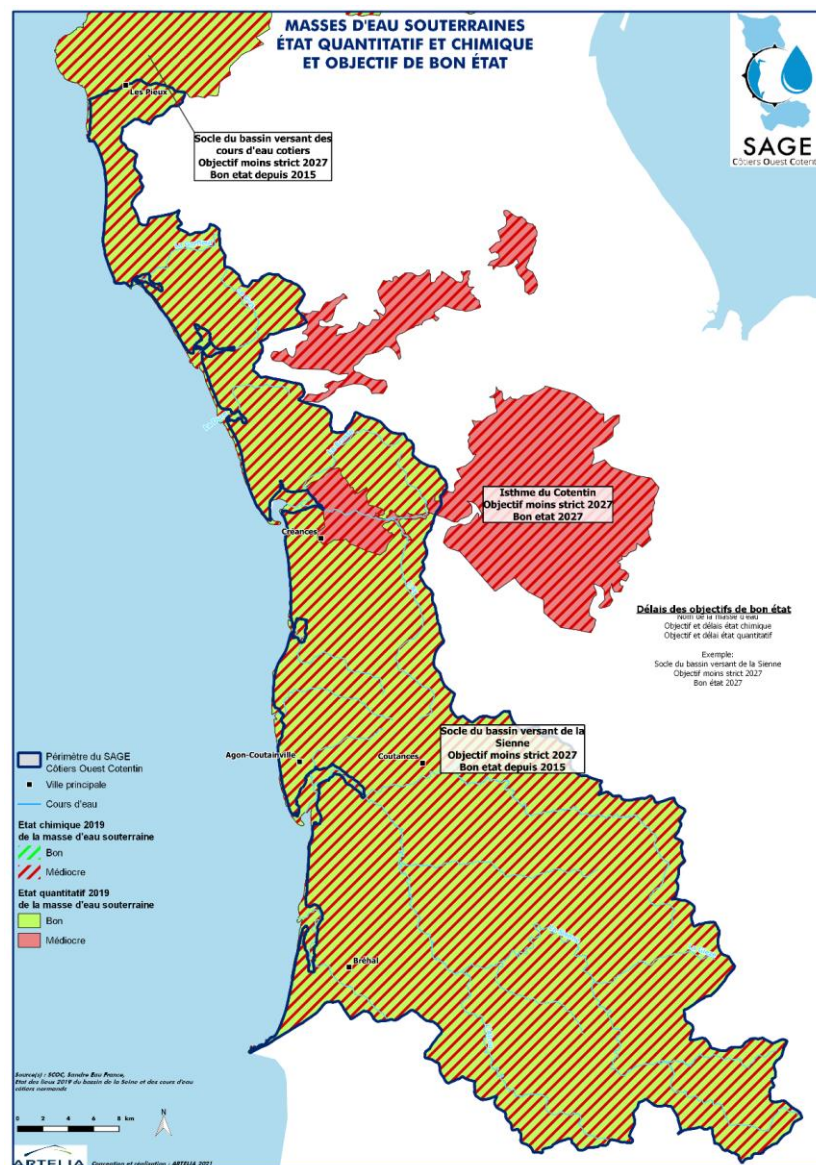 MASSES D'EAU SOUTERRAINES
ÉTAT QUANTITATIF ET CHIMIQUE
ET OBJECTIF DE BON ÉTAT
SAGE
Côtiers Ouest Cotent
Les Pieux
Socle du bassin versant des
cours d'eau cotiers
Objectif moins strict 2027
Bon etat depuis 2015
Isthme du Cotentin
Objectif moins strict 2027
Bon etat 2027
Créances
Délais des objectifs de bon état
Nom de la masse d'eau
Objectif et délais état chimique
Objectif et délai état quantitatif
Exemple:
Socle du bassin versant de la Sienne
Objectif moins strict 2027
Bon état 2027
Socle du bassin versant de la
Sienne
Objectif moins strict 2027
Bon etat depuis 2015
Agon-Coutainville
Coutances
Bréhal
Périmètre du SAGE
Côtiers Ouest Cotentin
Ville principale
Cours d'eau
Etat chimique 2019
de la masse d'eau souterraine
Bon
Médiocre
Etat quantitatif 2019
de la masse d'eau souterraine
Bon
Médiocre
Source(s) : SCOC, Sandre Eau France,
Etat des lieux 2019 du bassin de la Seine et des cours d'eau
côtiers normands
0 2 4 6 8 km
N
ARTELIA
Conception et réalisation : ARTELIA 2021